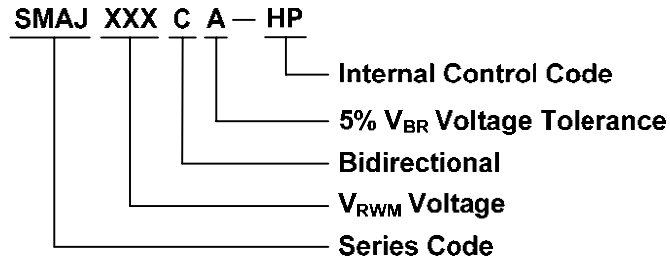 SMAJ XXX C A — HP
Internal Control Code
5% VBR Voltage Tolerance
Bidirectional
VRWM Voltage
Series Code